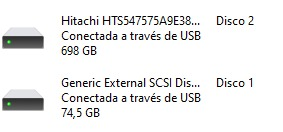 Hitachi HTS547575A9E38... Disco 2
Conectada a través de USB
698 GB
Generic External SCSI Dis... Disco 1
Conectada a través de USB
74,5 GB